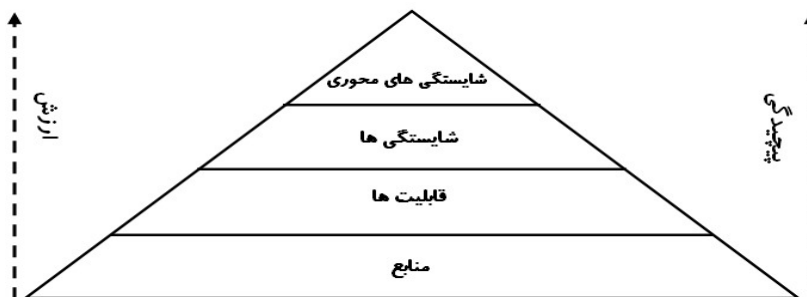 شایستگی های محوری
شایستگی ها
قابلیت ها
منابع
ارزش
پیچیدگی